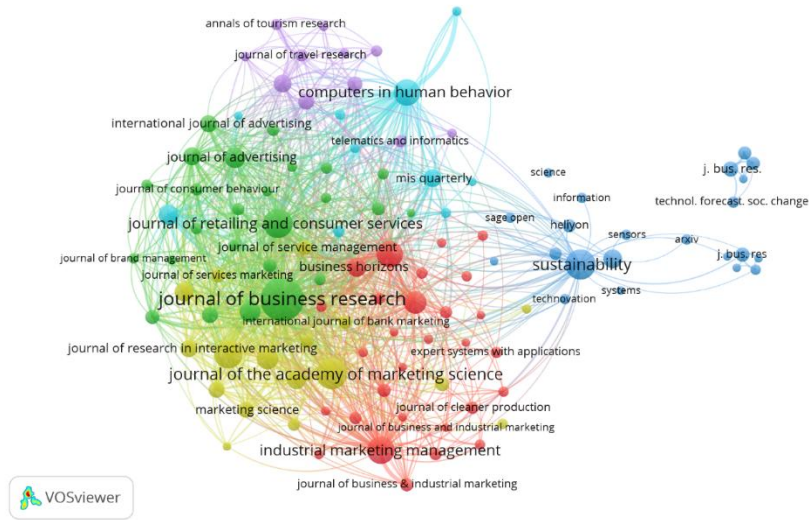 annals of tourism research
journal of travel research
computers in human behavior
international journal of advertising
telematics and informatics
journal of advertising
mis quarterly
science
j. bus. res.
journal of consumer behaviour
information
technol. forecast. soc. change
journal of retailing and consumer services
sage open
heliyon
sensors
arxiv
journal of service management
journal of brand management
business horizons
sustainability
j. bus. res
journal of services marketing
systems
journal of business research
technovation
international journal of bank marketing
journal of research in interactive marketing
expert systems with applications
journal of the academy of marketing science
marketing science
journal of cleaner production
journal of business and industrial marketing
industrial marketing management
journal of business & industrial marketing
VOSviewer